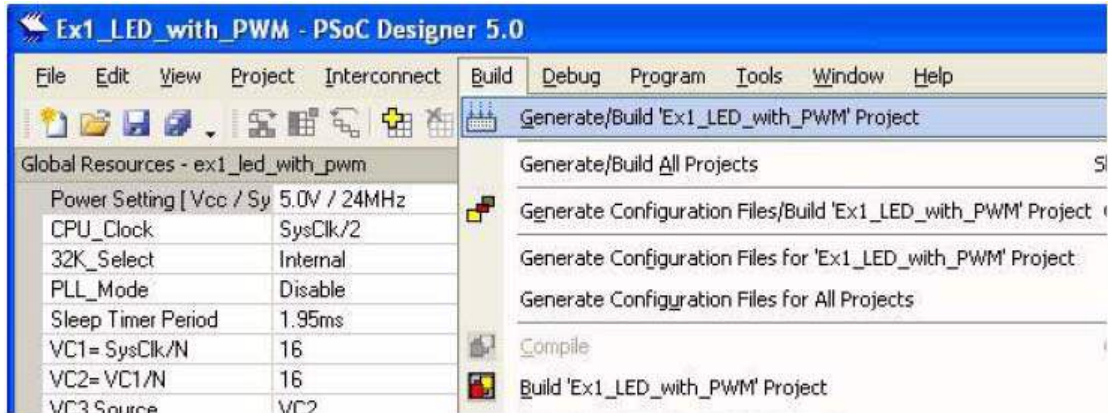 Ex1_LED_with_PWM - PSoC Designer 5.0
File Edit View Project Interconnect Build Debug Program Tools Window Help
Generate/Build 'Ex1_LED_with_PWM' Project
Global Resources - ex1_led_with_pwm
Generate/Build All Projects
Power Setting [ Vcc / Sy 5.0V / 24MHz
Generate Configuration Files/Build 'Ex1_LED_with_PWM' Project
CPU_Clock SysClk/2
32K_Select Internal
Generate Configuration Files for 'Ex1_LED_with_PWM' Project
PLL_Mode Disable
Generate Configuration Files for All Projects
Sleep Timer Period 1.95ms
VC1= SysClk/N 16
Compile
VC2= VC1/N 16
Build 'Ex1_LED_with_PWM' Project
VC3 Source VC2